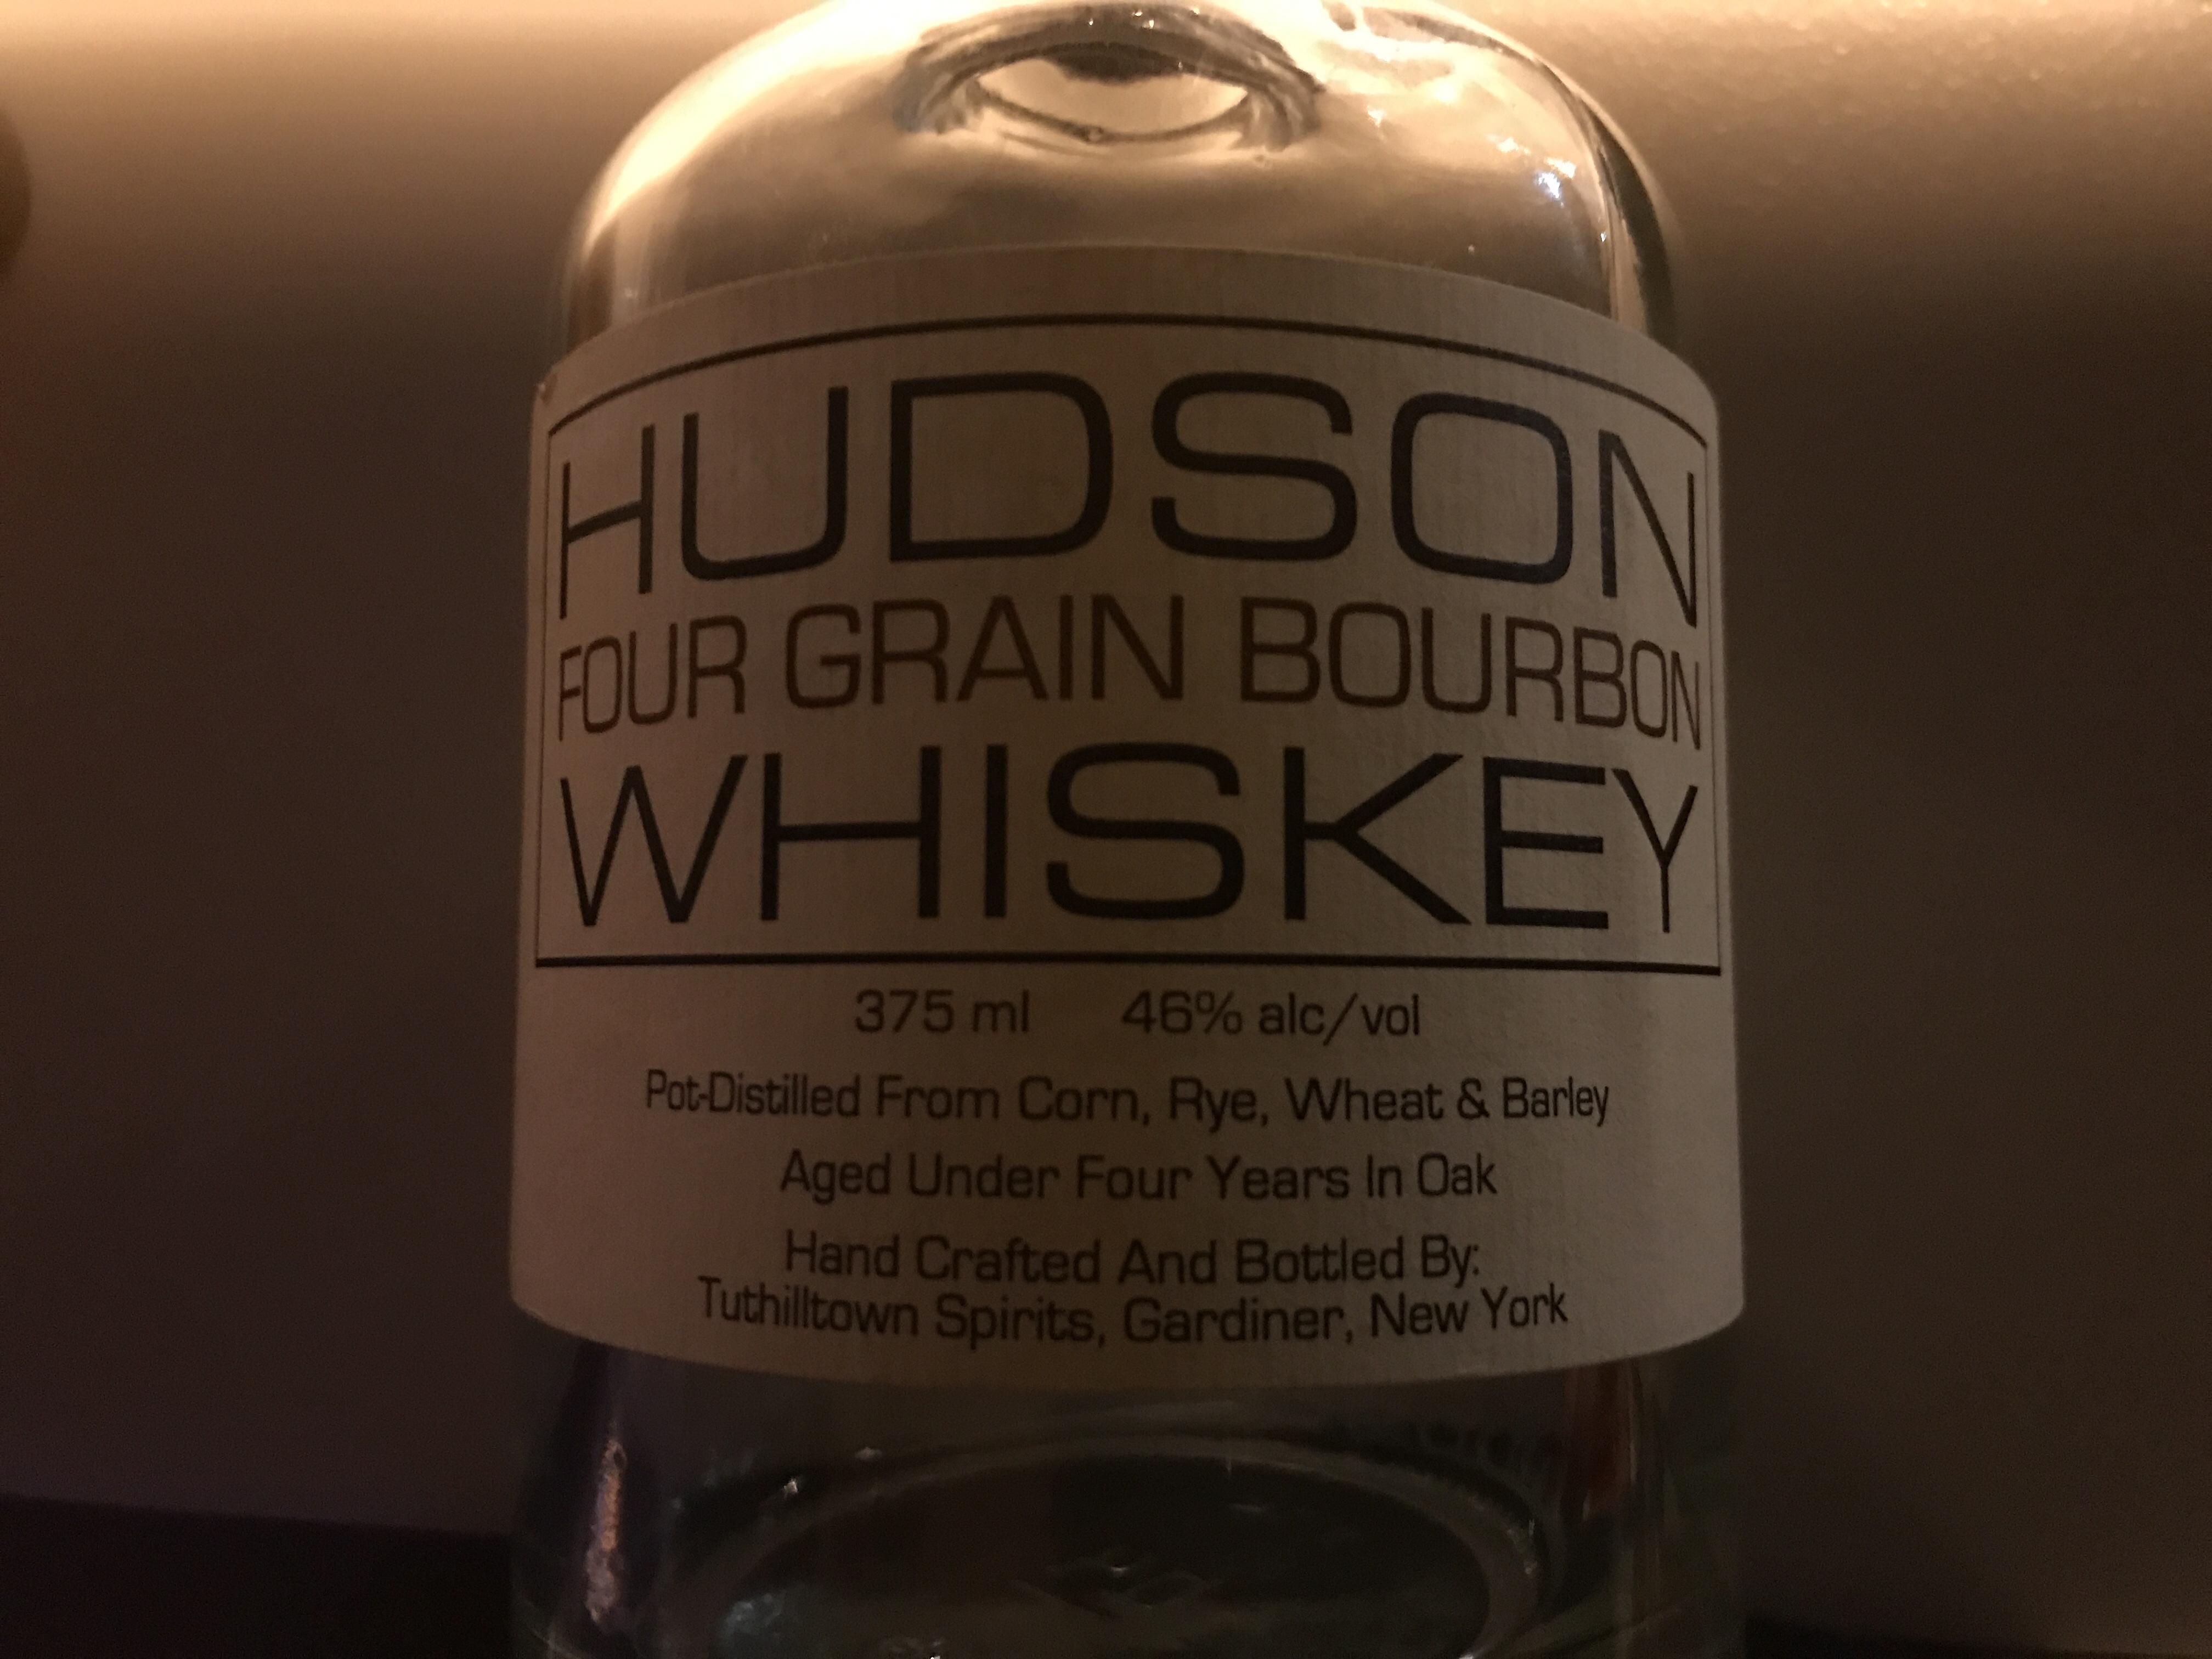 HUDSON
FOUR GRAIN BOURBON
WHISKEY
375 ml 46% alc/vol
Pot-Distilled From Corn, Rye, Wheat & Barley
Aged Under Four Years In Oak
Hand Crafted And Bottled By:
Tuthilltown Spirits, Gardiner, New York